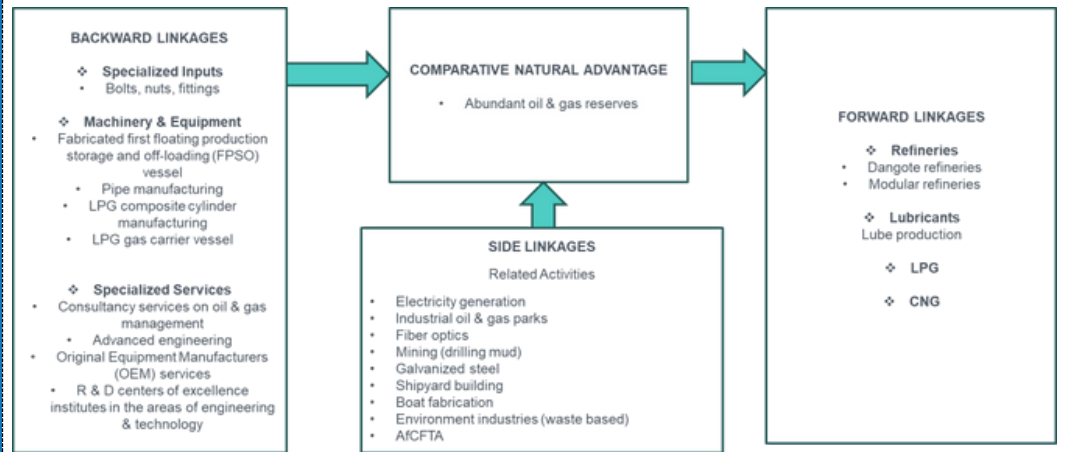 BACKWARD LINKAGES
❖ Specialized Inputs
• Bolts, nuts, fittings
❖ Machinery & Equipment
• Fabricated first floating production
storage and off-loading (FPSO)
vessel
• Pipe manufacturing
• LPG composite cylinder
manufacturing
• LPG gas carrier vessel
❖ Specialized Services
• Consultancy services on oil & gas
management
• Advanced engineering
• Original Equipment Manufacturers
(OEM) services
• R & D centers of excellence
institutes in the areas of engineering
& technology
COMPARATIVE NATURAL ADVANTAGE
• Abundant oil & gas reserves
SIDE LINKAGES
Related Activities
• Electricity generation
• Industrial oil & gas parks
• Fiber optics
• Mining (drilling mud)
• Galvanized steel
• Shipyard building
• Boat fabrication
• Environment industries (waste based)
• AfCFTA
FORWARD LINKAGES
❖ Refineries
• Dangote refineries
• Modular refineries
❖ Lubricants
Lube production
❖ LPG
❖ CNG